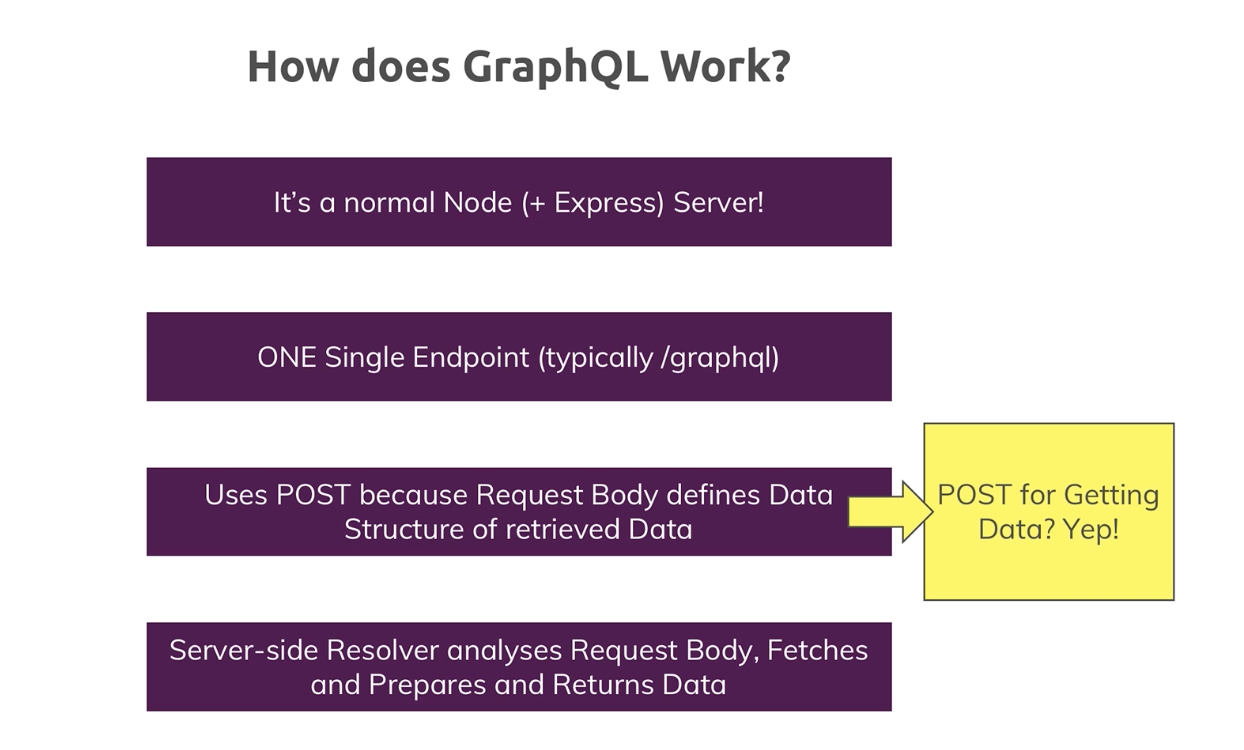 How does GraphQL Work?
It's a normal Node (+ Express) Server!
ONE Single Endpoint (typically /graphql)
Uses POST because Request Body defines Data
Structure of retrieved Data
POST for Getting
Data? Yep!
Server-side Resolver analyses Request Body, Fetches
and Prepares and Returns Data